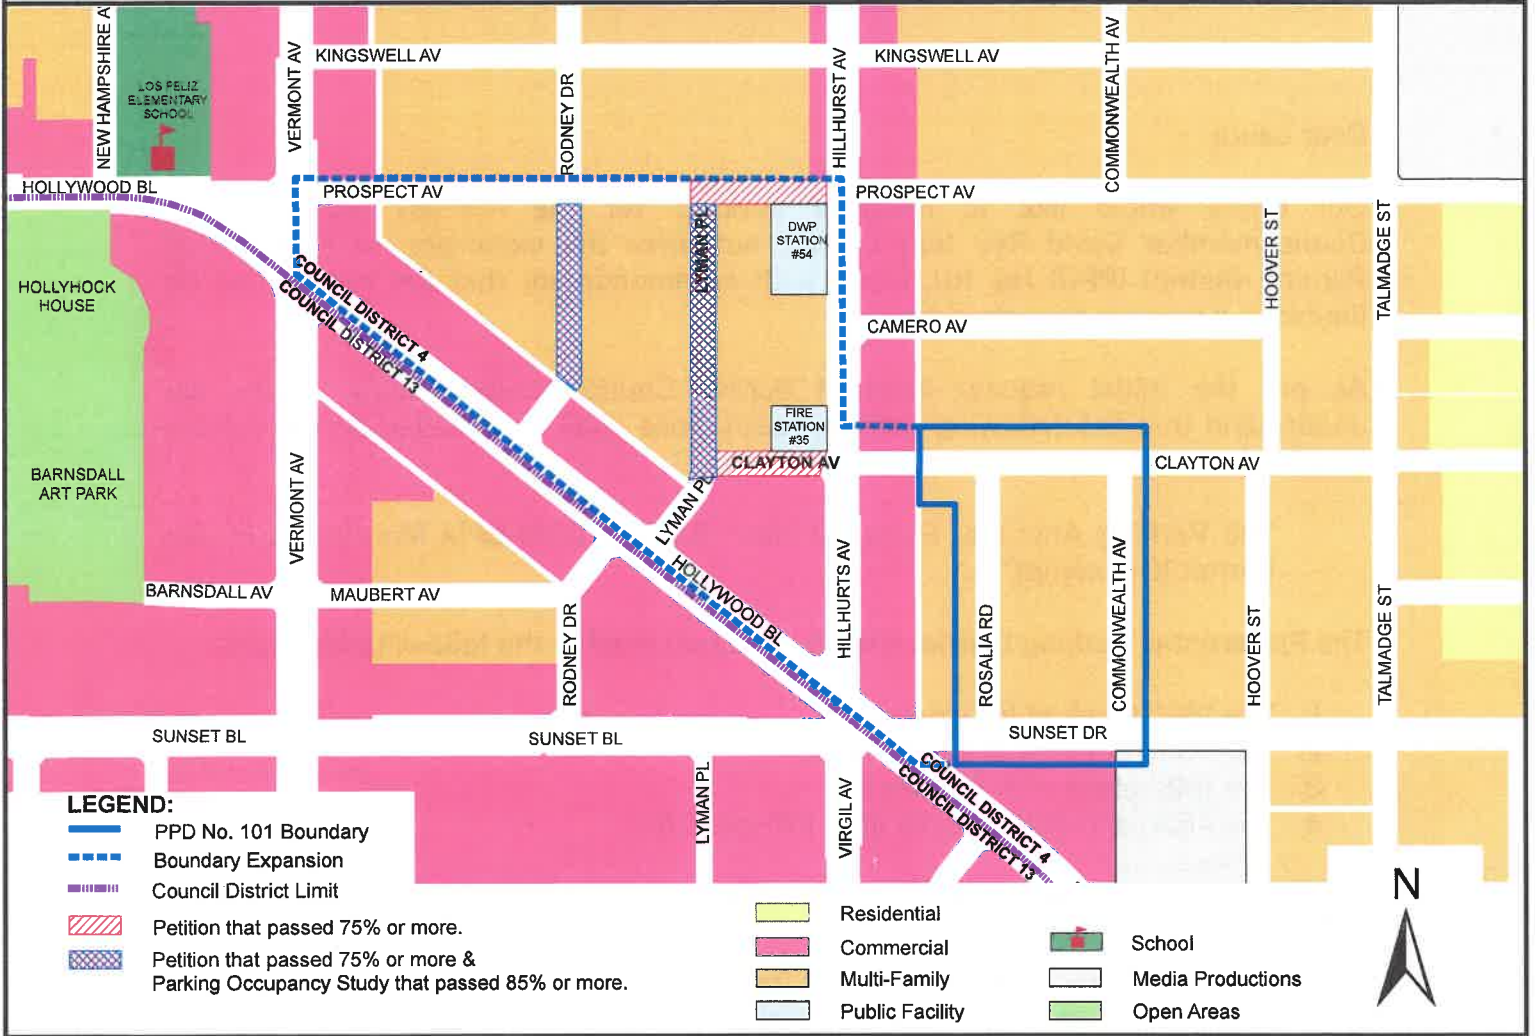 NEW HAMPSHIRE A
LOS FELIZ
ELEMENTARY
SCHOOL
VERMONT AV
KINGSWELL AV
RODNEY DR
HILLHURST AV
KINGSWELL AV
COMMONWEALTH AV
HOLLYWOOD BL
PROSPECT AV
PROSPECT AV
LYMAN PL
DWP
STATION
#54
HOOVER ST
TALMADGE ST
HOLLYHOCK
HOUSE
COUNCIL DISTRICT 4
COUNCIL DISTRICT 13
CAMERO AV
FIRE
STATION
#35
CLAYTON AV
CLAYTON AV
BARNSDALL
ART PARK
VERMONT AV
LYMAN PL
HOLLYWOOD BL
HILLHURTS AV
COMMONWEALTH AV
BARNSDALL AV
MAUBERT AV
RODNEY DR
ROSALIA RD
HOOVER ST
TALMADGE ST
SUNSET BL
SUNSET BL
SUNSET DR
LYMAN PL
VIRGIL AV
COUNCIL DISTRICT 4
COUNCIL DISTRICT 13
LEGEND:
PPD No. 101 Boundary
Boundary Expansion
Council District Limit
Petition that passed 75% or more.
Petition that passed 75% or more &
Parking Occupancy Study that passed 85% or more.
Residential
Commercial
Multi-Family
Public Facility
School
Media Productions
Open Areas
N